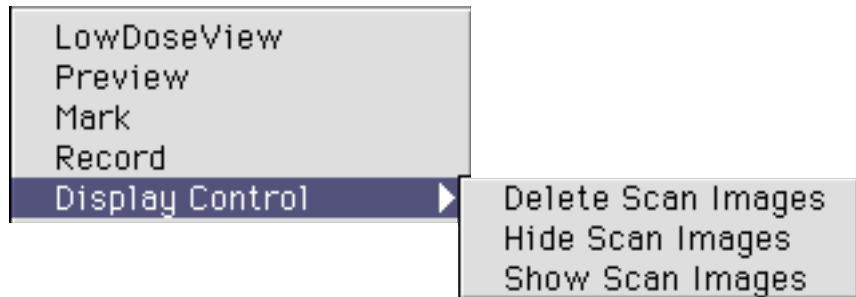 LowDoseView
Preview
Mark
Record
Display Control
Delete Scan Images
Hide Scan Images
Show Scan Images